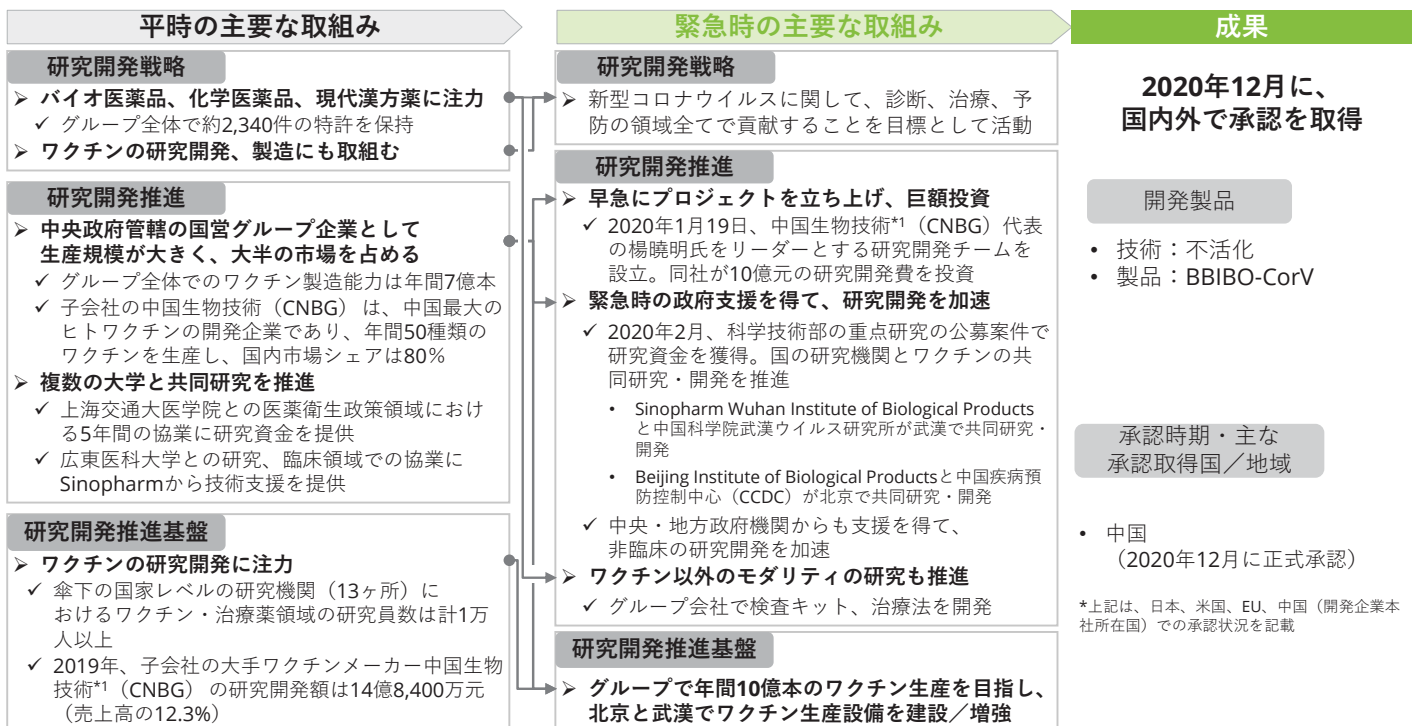 平時の主要な取組み
研究開発戦略
➢ バイオ医薬品、化学医薬品、現代漢方薬に注力
✓ グループ全体で約2,340件の特許を保持
➢ ワクチンの研究開発、製造にも取組む
研究開発推進
➢ 中央政府管轄の国営グループ企業として
生産規模が大きく、大半の市場を占める
✓ グループ全体でのワクチン製造能力は年間7億本
✓ 子会社の中国生物技術（CNBG）は、中国最大の
ヒトワクチンの開発企業であり、年間50種類の
ワクチンを生産し、国内市場シェアは80％
➢ 複数の大学と共同研究を推進
✓ 上海交通大医学院との医薬衛生政策領域におけ
る5年間の協業に研究資金を提供
✓ 広東医科大学との研究、臨床領域での協業に
Sinopharmから技術支援を提供
研究開発推進基盤
➢ ワクチンの研究開発に注力
✓ 傘下の国家レベルの研究機関（13ヶ所）に
おけるワクチン・治療薬領域の研究員数は計1万
人以上
✓ 2019年、子会社の大手ワクチンメーカー中国生物
技術*1（CNBG）の研究開発額は14億8,400万元
（売上高の12.3%）
緊急時の主要な取組み
研究開発戦略
➢ 新型コロナウイルスに関して、診断、治療、予
防の領域全てで貢献することを目標として活動
研究開発推進
➢ 早急にプロジェクトを立ち上げ、巨額投資
✓ 2020年1月19日、中国生物技術*1（CNBG）代表
の楊曉明氏をリーダーとする研究開発チームを
設立。同社が10億元の研究開発費を投資
➢ 緊急時の政府支援を得て、研究開発を加速
✓ 2020年2月、科学技術部の重点研究の公募案件で
研究資金を獲得。国の研究機関とワクチンの共
同研究・開発を推進
• Sinopharm Wuhan Institute of Biological Products
と中国科学院武漢ウイルス研究所が武漢で共同研究・
開発
• Beijing Institute of Biological Productsと中国疾病預
防控制中心（CCDC）が北京で共同研究・開発
✓ 中央・地方政府機関からも支援を得て、
非臨床の研究開発を加速
➢ ワクチン以外のモダリティの研究も推進
✓ グループ会社で検査キット、治療法を開発
研究開発推進基盤
➢ グループで年間10億本のワクチン生産を目指し、
北京と武漢でワクチン生産設備を建設／増強
成果
2020年12月に、
国内外で承認を取得
開発製品
• 技術：不活化
• 製品：BBIBO-CorV
承認時期・主な
承認取得国／地域
• 中国
（2020年12月に正式承認）
*上記は、日本、米国、EU、中国（開発企業本
社所在国）での承認状況を記載